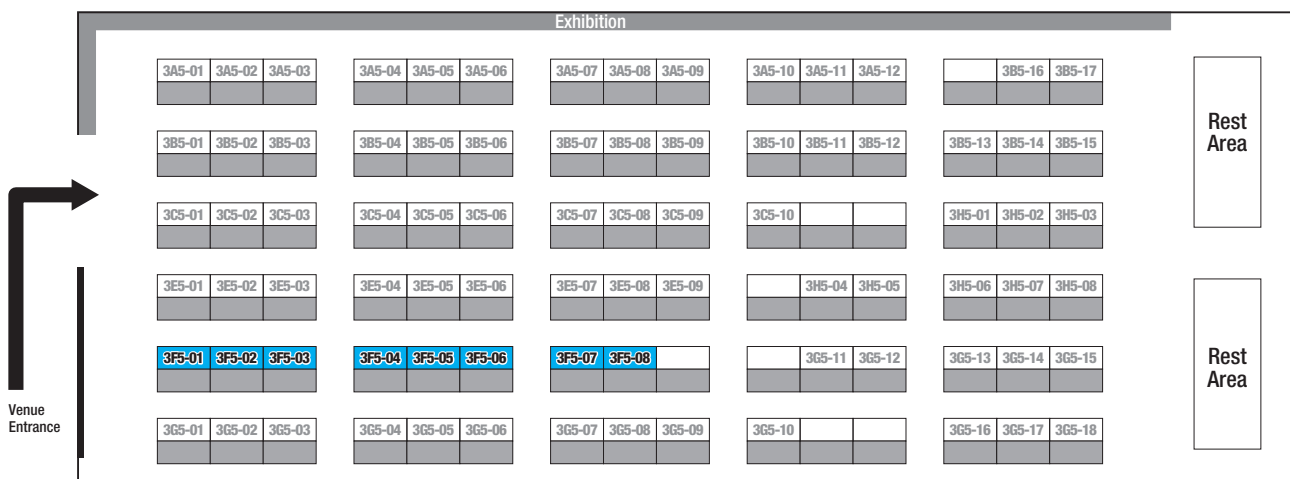 Exhibition
3A5-01 3A5-02 3A5-03 3A5-04 3A5-05 3A5-06 3A5-07 3A5-08 3A5-09 3A5-10 3A5-11 3A5-12 3B5-16 3B5-17
3B5-01 3B5-02 3B5-03 3B5-04 3B5-05 3B5-06 3B5-07 3B5-08 3B5-09 3B5-10 3B5-11 3B5-12 3B5-13 3B5-14 3B5-15
Rest
Area
3C5-01 3C5-02 3C5-03 3C5-04 3C5-05 3C5-06 3C5-07 3C5-08 3C5-09 3C5-10 3H5-01 3H5-02 3H5-03
3E5-01 3E5-02 3E5-03 3E5-04 3E5-05 3E5-06 3E5-07 3E5-08 3E5-09 3H5-04 3H5-05 3H5-06 3H5-07 3H5-08
3F5-01 3F5-02 3F5-03 3F5-04 3F5-05 3F5-06 3F5-07 3F5-08 3G5-11 3G5-12 3G5-13 3G5-14 3G5-15
Rest
Area
Venue
Entrance
3G5-01 3G5-02 3G5-03 3G5-04 3G5-05 3G5-06 3G5-07 3G5-08 3G5-09 3G5-10 3G5-16 3G5-17 3G5-18